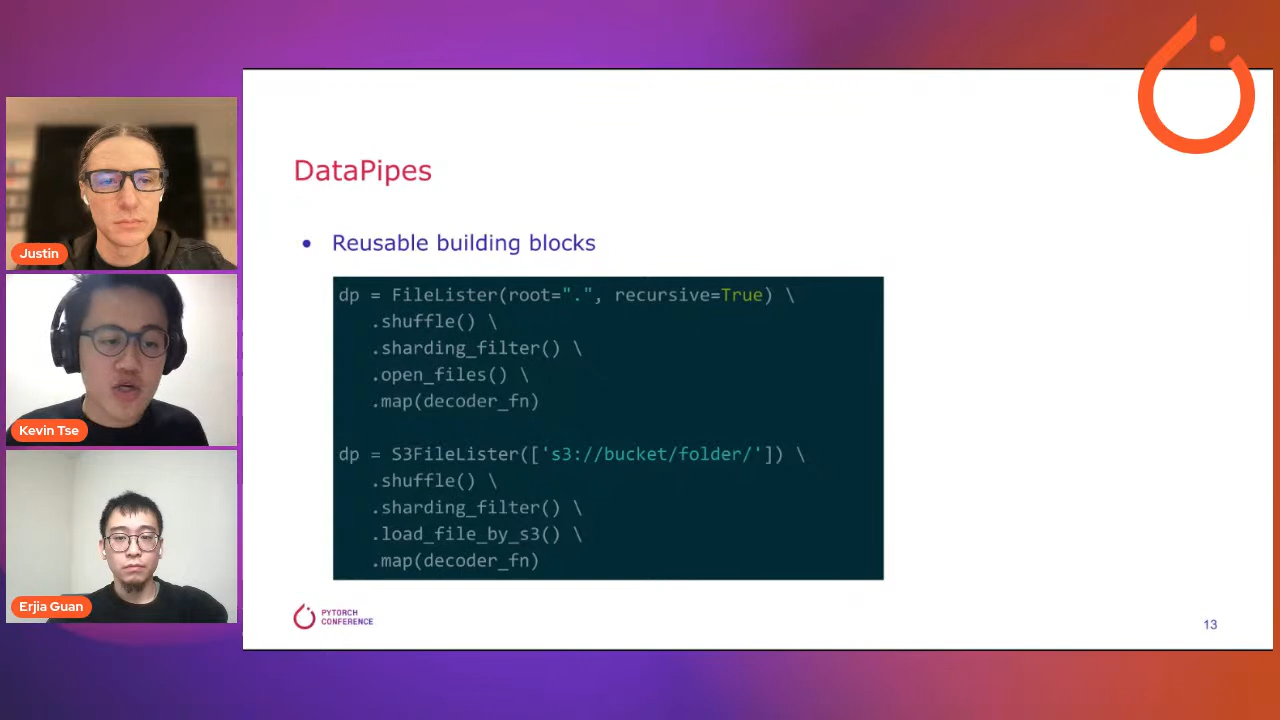 Justin
Kevin Tse
Erjia Guan
DataPipes
• Reusable building blocks
dp = FileLister(root=".", recursive=True) \
.shuffle() \
.sharding_filter() \
.open_files() \
.map(decoder_fn)
dp = S3FileLister(['s3://bucket/folder/']) \
.shuffle() \
.sharding_filter() \
.load_file_by_s3() \
.map(decoder_fn)
PYTORCH
CONFERENCE
13